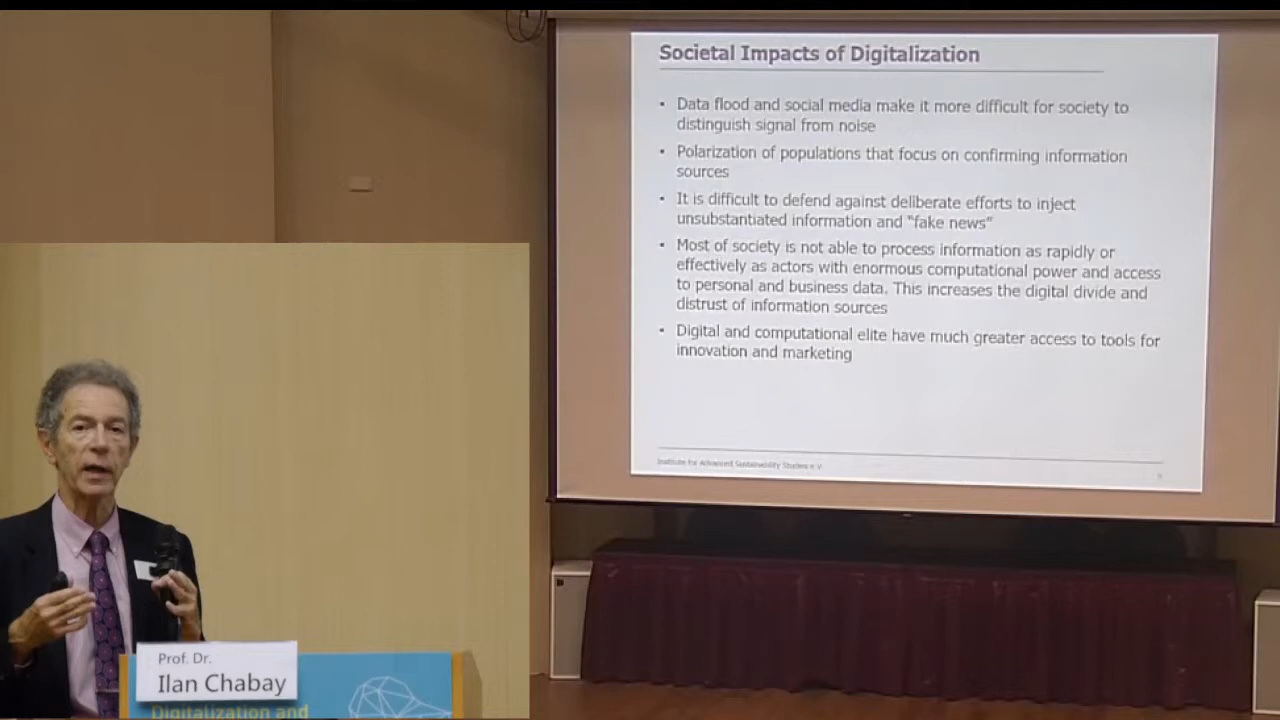 Societal Impacts of Digitalization
• Data flood and social media make it more difficult for society to
distinguish signal from noise
• Polarization of populations that focus on confirming information
sources
• It is difficult to defend against deliberate efforts to inject
unsubstantiated information and "fake news"
• Most of society is not able to process information as rapidly or
effectively as actors with enormous computational power and access
to personal and business data. This increases the digital divide and
distrust of information sources
• Digital and computational elite have much greater access to tools for
innovation and marketing
Institute for Advanced Sustainability Studies e.V
Prof. Dr.
Ilan Chabay
Digitalization and